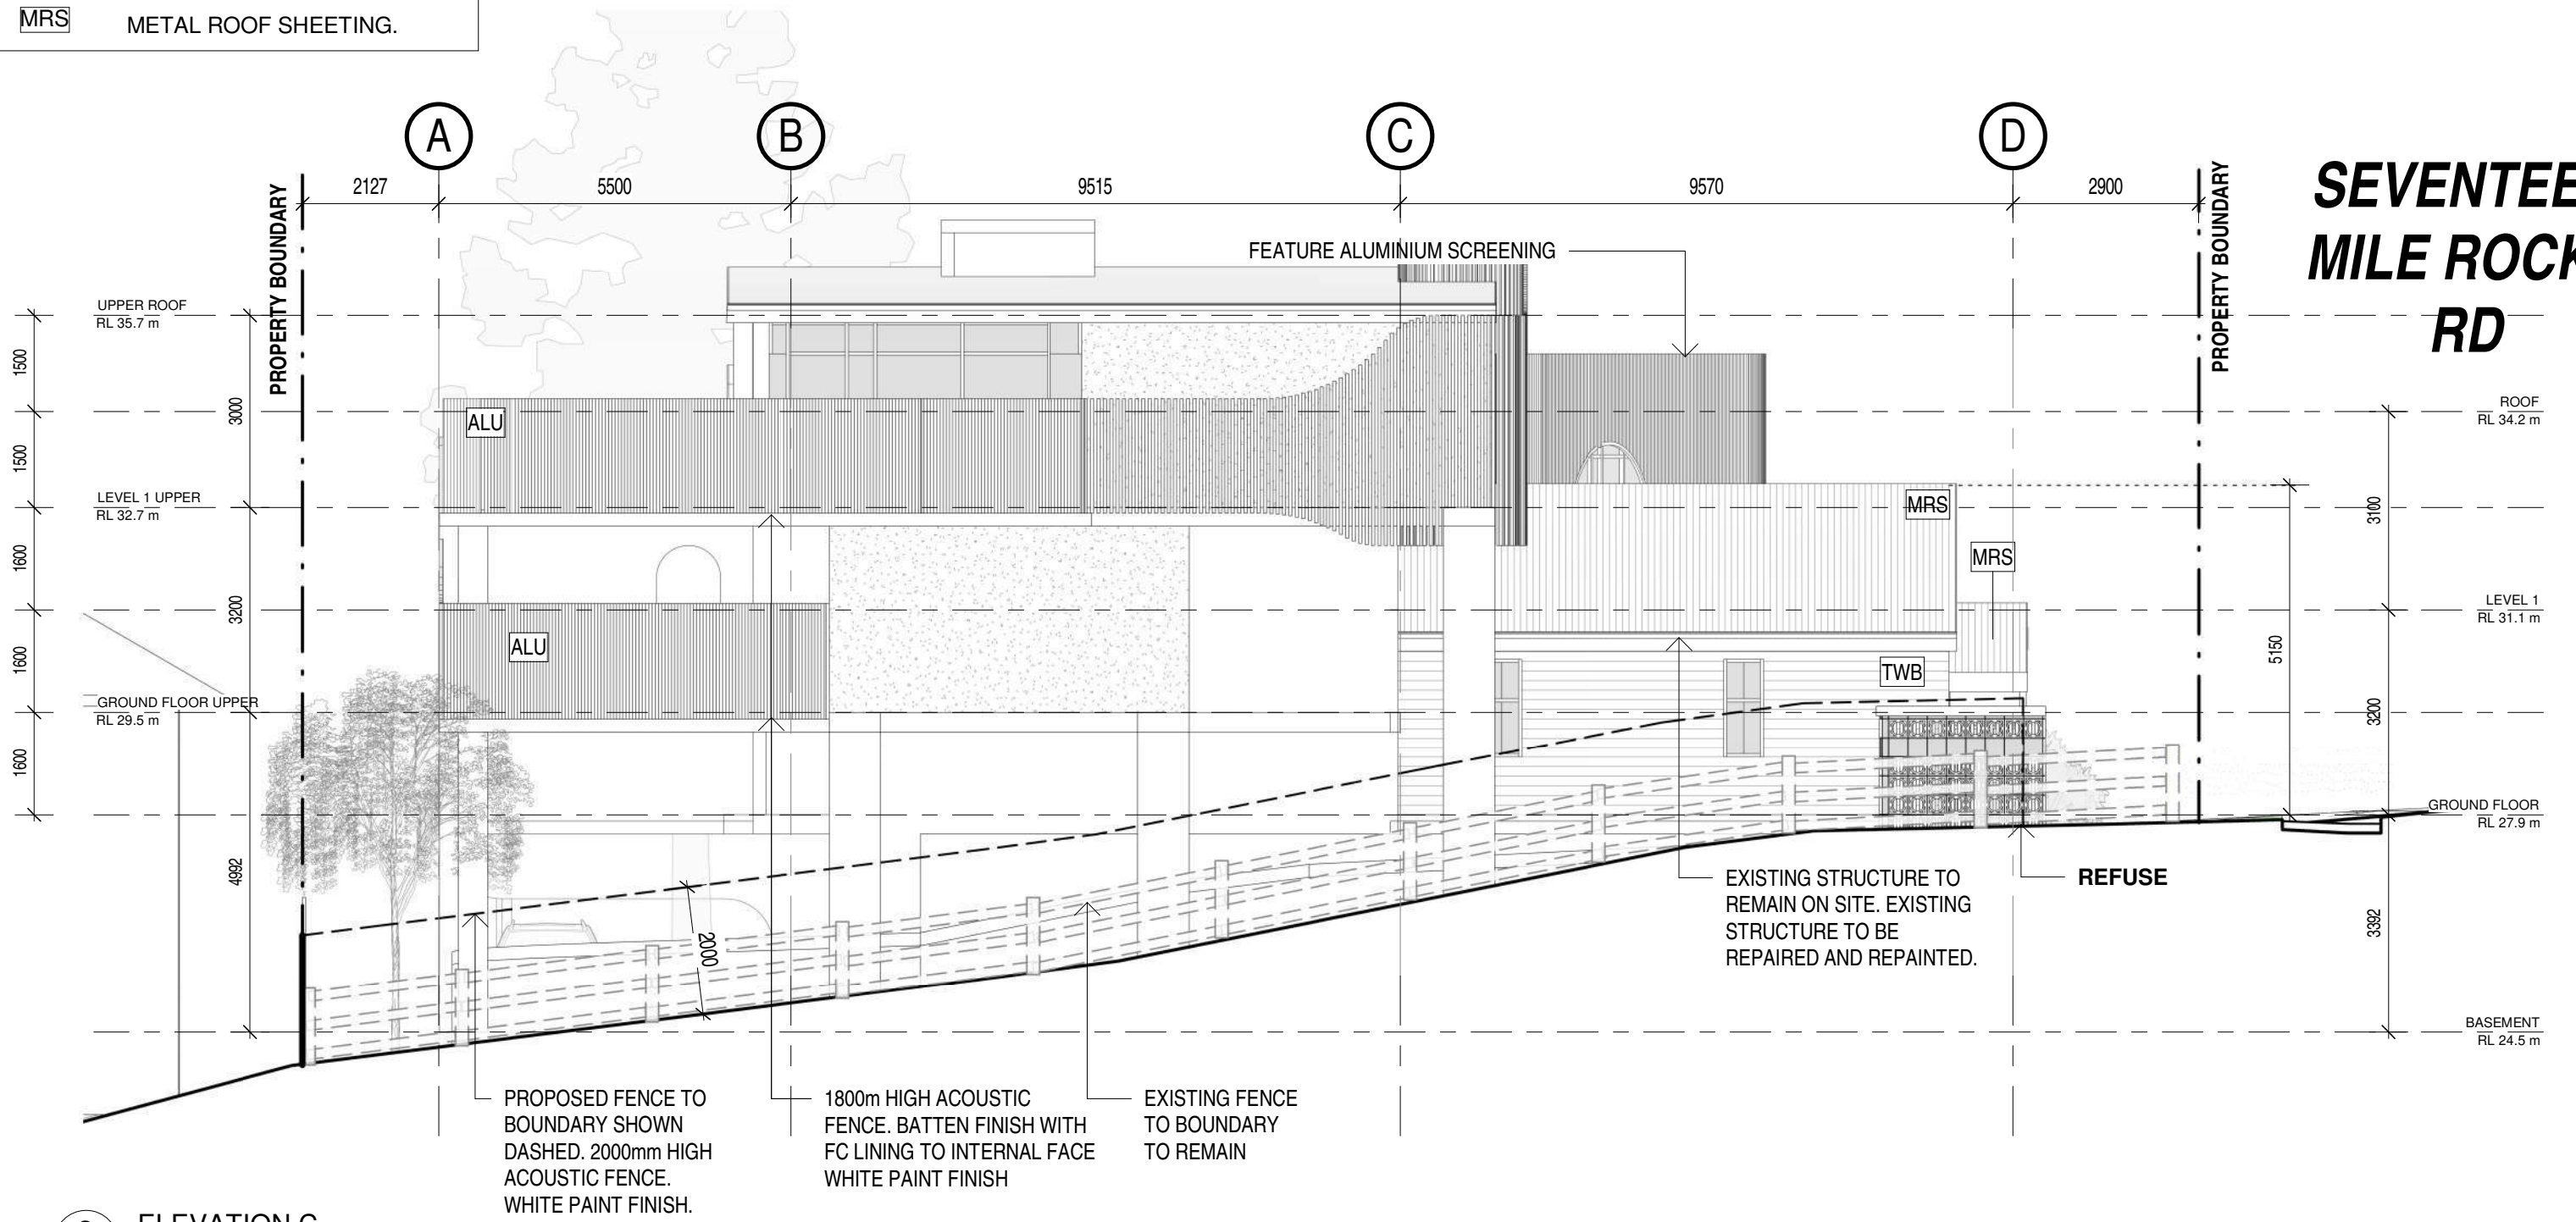 MRS METAL ROOF SHEETING.
A B C D
2127 5500 9515 9570 2900
PROPERTY BOUNDARY
PROPERTY BOUNDARY
MILE ROCK
RD
FEATURE ALUMINIUM SCREENING
UPPER ROOF
RL 35.7 m
LEVEL 1 UPPER
RL 32.7 m
GROUND FLOOR UPPER
RL 29.5 m
1500
1500
1600
1600
1600
3000
3200
4992
ALU
ALU
MRS
MRS
TWB
2000
ROOF
RL 34.2 m
LEVEL 1
RL 31.1 m
GROUND FLOOR
RL 27.9 m
BASEMENT
RL 24.5 m
3100
5150
3200
3392
EXISTING STRUCTURE TO
REMAIN ON SITE. EXISTING
STRUCTURE TO BE
REPAIRED AND REPAINTED.
REFUSE
PROPOSED FENCE TO
BOUNDARY SHOWN
DASHED. 2000mm HIGH
ACOUSTIC FENCE.
WHITE PAINT FINISH.
1800m HIGH ACOUSTIC
FENCE. BATTEN FINISH WITH
FC LINING TO INTERNAL FACE
WHITE PAINT FINISH
EXISTING FENCE
TO BOUNDARY
TO REMAIN
ELEVATION